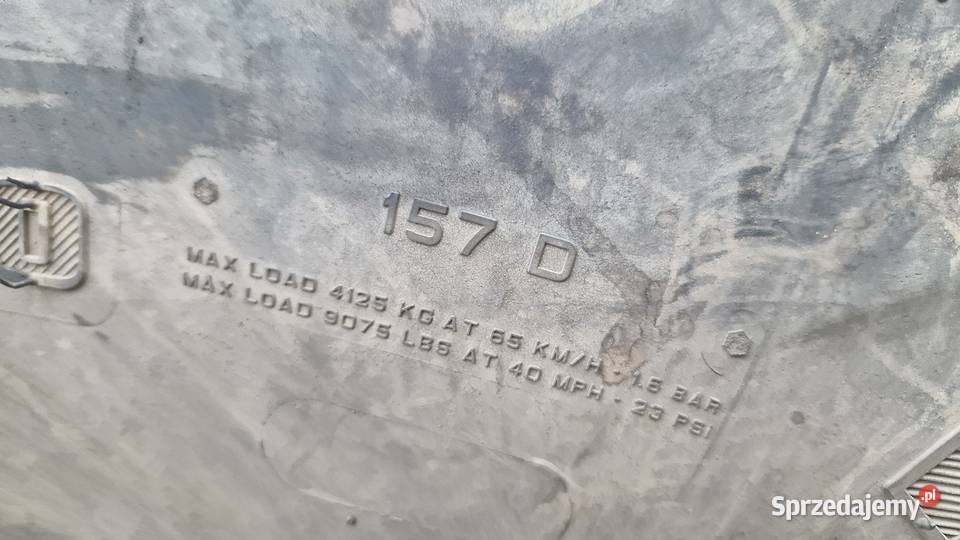 157 D
MAX LOAD 4125 KG AT 65 KM/H - 1.6 BAR
MAX LOAD 9075 LBS AT 40 MPH - 23 PSI
Sprzedajemy.pl